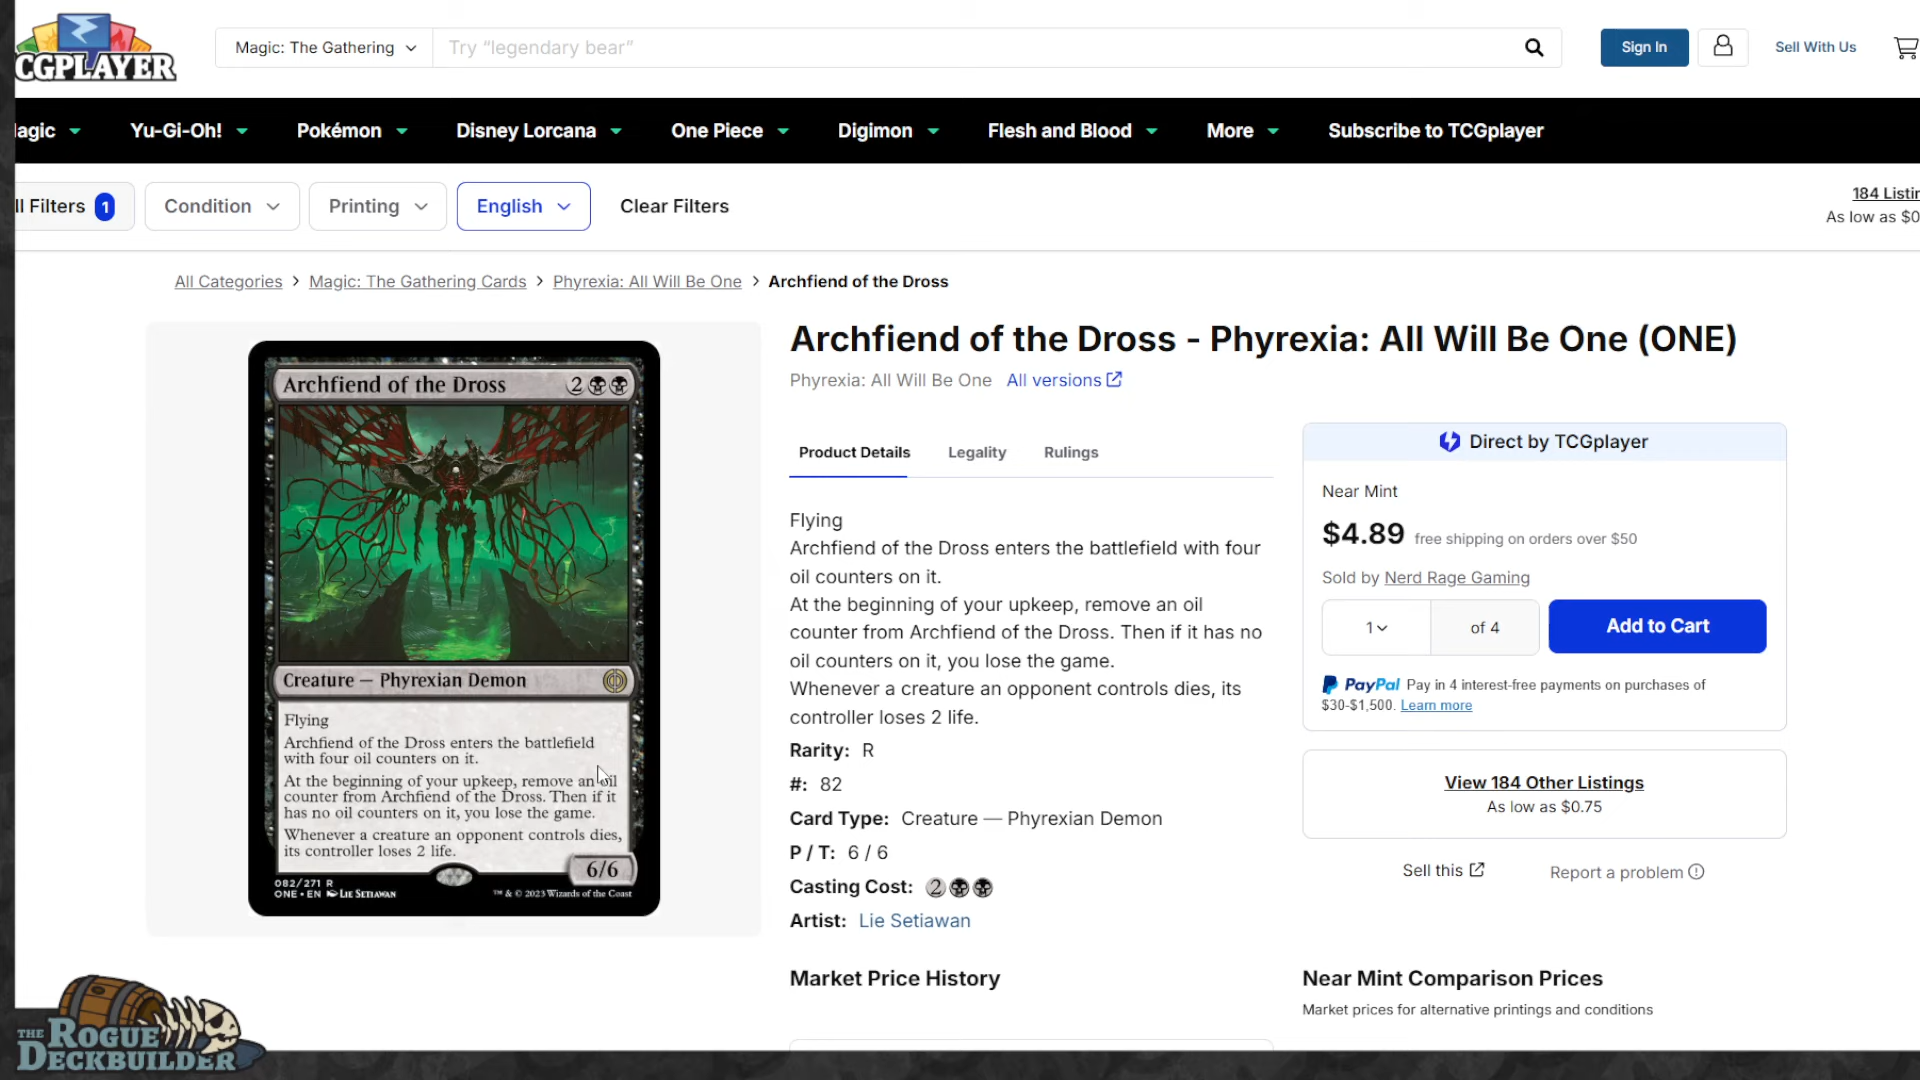 CGPLAYER
Magic: The Gathering
Try “legendary bear”
Sign In
Sell With Us
agic
Yu-Gi-Oh!
Pokémon
Disney Lorcana
One Piece
Digimon
Flesh and Blood
More
Subscribe to TCGplayer
ll Filters 1
Condition
Printing
English
Clear Filters
184 Listin
As low as $0
All Categories > Magic: The Gathering Cards > Phyrexia: All Will Be One > Archfiend of the Dross
Archfiend of the Dross 2
Flying
Creature — Phyrexian Demon
Archfiend of the Dross enters the battlefield
with four oil counters on it.
At the beginning of your upkeep, remove an oil
counter from Archfiend of the Dross. Then if it
has no oil counters on it, you lose the game.
Whenever a creature an opponent controls dies,
its controller loses 2 life.
6/6
082/271 R
ONE • EN LIE SETIAWAN
™ & © 2023 Wizards of the Coast
Archfiend of the Dross - Phyrexia: All Will Be One (ONE)
Phyrexia: All Will Be One All versions
Product Details
Legality
Rulings
Flying
Archfiend of the Dross enters the battlefield with four
oil counters on it.
At the beginning of your upkeep, remove an oil
counter from Archfiend of the Dross. Then if it has no
oil counters on it, you lose the game.
Whenever a creature an opponent controls dies, its
controller loses 2 life.
Rarity: R
#: 82
Card Type: Creature — Phyrexian Demon
P / T: 6 / 6
Casting Cost: 2
Artist: Lie Setiawan
Market Price History
Direct by TCGplayer
Near Mint
$4.89 free shipping on orders over $50
Sold by Nerd Rage Gaming
1
of 4
Add to Cart
PayPal Pay in 4 interest-free payments on purchases of
$30-$1,500. Learn more
View 184 Other Listings
As low as $0.75
Sell this
Report a problem
Near Mint Comparison Prices
Market prices for alternative printings and conditions
THE ROGUE
DECKBUILDER